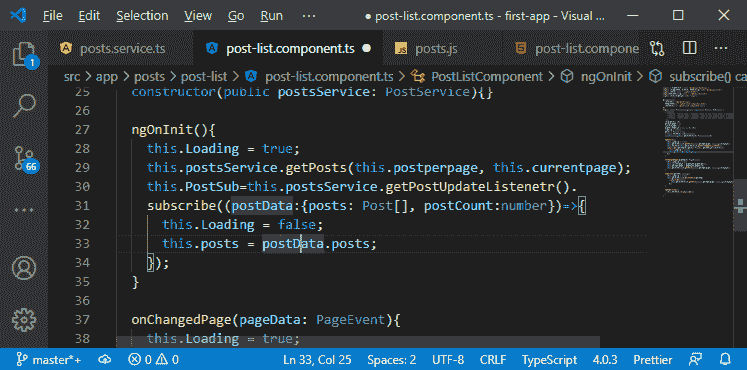 File Edit Selection View Go Run ... ● post-list.component.ts - first-app - Visual ...
posts.service.ts post-list.component.ts ● JS posts.js post-list.compone
src > app > posts > post-list > post-list.component.ts > PostListComponent > ngOnInit > subscribe() ca
25 constructor(public postsService: PostService){}
26
27 ngOnInit(){
28 this.Loading = true;
29 this.postsService.getPosts(this.postperpage, this.currentpage);
30 this.PostSub=this.postsService.getPostUpdateListenetr().
31 subscribe((postData:{posts: Post[], postCount:number})=>{
32 this.Loading = false;
33 this.posts = postData.posts;
34 });
35 }
36
37 onChangedPage(pageData: PageEvent){
38 this.Loading = true;
1
66
master*+ 0 0 Ln 33, Col 25 Spaces: 2 UTF-8 CRLF TypeScript 4.0.3 Prettier